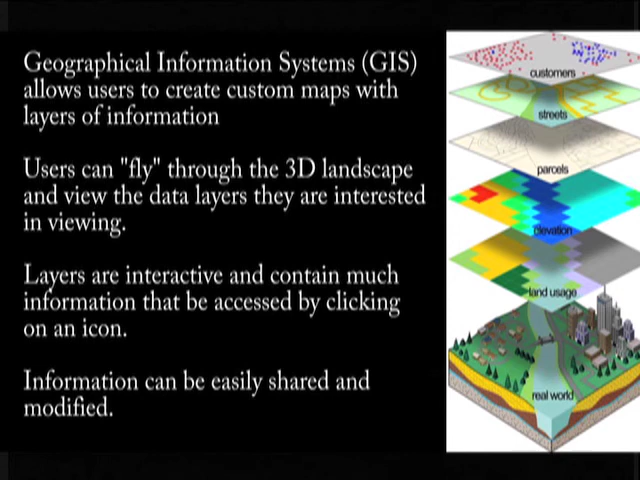 Geographical Information Systems (GIS)
allows users to create custom maps with
layers of information
Users can "fly" through the 3D landscape
and view the data layers they are interested
in viewing.
Layers are interactive and contain much
information that be accessed by clicking
on an icon.
Information can be easily shared and
modified.
customers
streets
parcels
elevation
land usage
real world